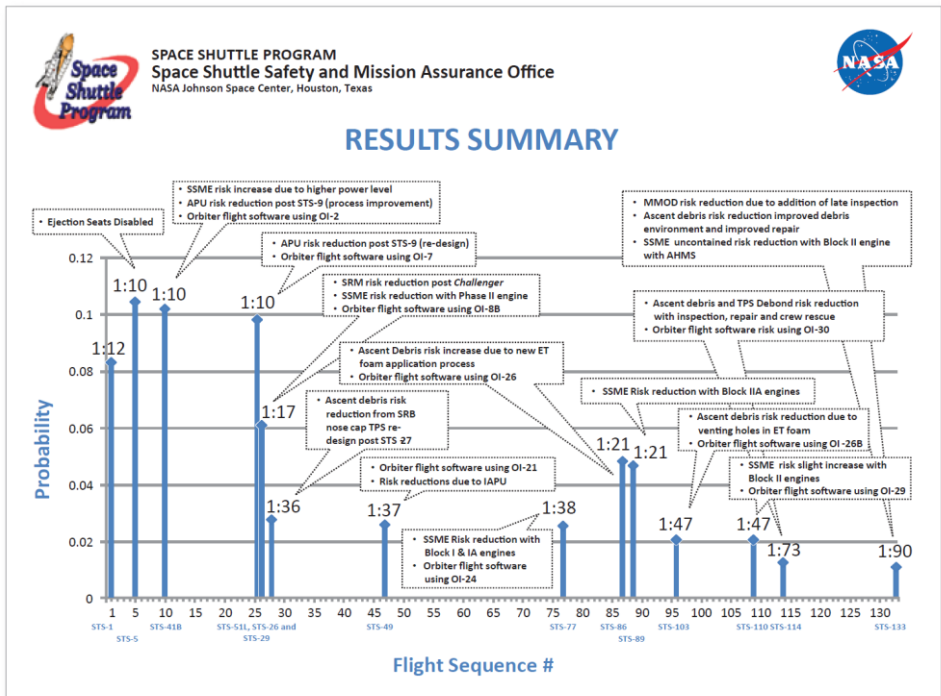 Space
Shuttle
Program
SPACE SHUTTLE PROGRAM
Space Shuttle Safety and Mission Assurance Office
NASA Johnson Space Center, Houston, Texas
NASA
RESULTS SUMMARY
• Ejection Seats Disabled
• SSME risk increase due to higher power level
• APU risk reduction post STS-9 (process improvement)
• Orbiter flight software using OI-2
• APU risk reduction post STS-9 (re-design)
• Orbiter flight software using OI-7
• SRM risk reduction post Challenger
• SSME risk reduction with Phase II engine
• Orbiter flight software using OI-8B
• Ascent Debris risk increase due to new ET
foam application process
• Orbiter flight software using OI-26
• Ascent debris risk
reduction from SRB
nose cap TPS re-
design post STS-27
• Orbiter flight software using OI-21
• Risk reductions due to IAPU
• SSME Risk reduction with
Block I & IA engines
• Orbiter flight software
using OI-24
• MMOD risk reduction due to addition of late inspection
• Ascent debris risk reduction improved debris
environment and improved repair
• SSME uncontained risk reduction with Block II engine
with AHMS
• Ascent debris and TPS Debond risk reduction
with inspection, repair and crew rescue
• Orbiter flight software risk using OI-30
• SSME Risk reduction with Block IIA engines
• Ascent debris risk reduction due to
venting holes in ET foam
• Orbiter flight software using OI-26B
• SSME risk slight increase with
Block II engines
• Orbiter flight software using OI-29
1:12
1:10
1:10
1:10
1:17
1:36
1:37
1:38
1:21
1:21
1:47
1:47
1:73
1:90
Probability
0.12
0.1
0.08
0.06
0.04
0.02
0
1 5 10 15 20 25 30 35 40 45 50 55 60 65 70 75 80 85 90 95 100 105 110 115 120 125 130
STS-1
STS-5
STS-41B
STS-51L, STS-26 and
STS-29
STS-49
STS-77
STS-86
STS-89
STS-103
STS-110 STS-114
STS-133
Flight Sequence #